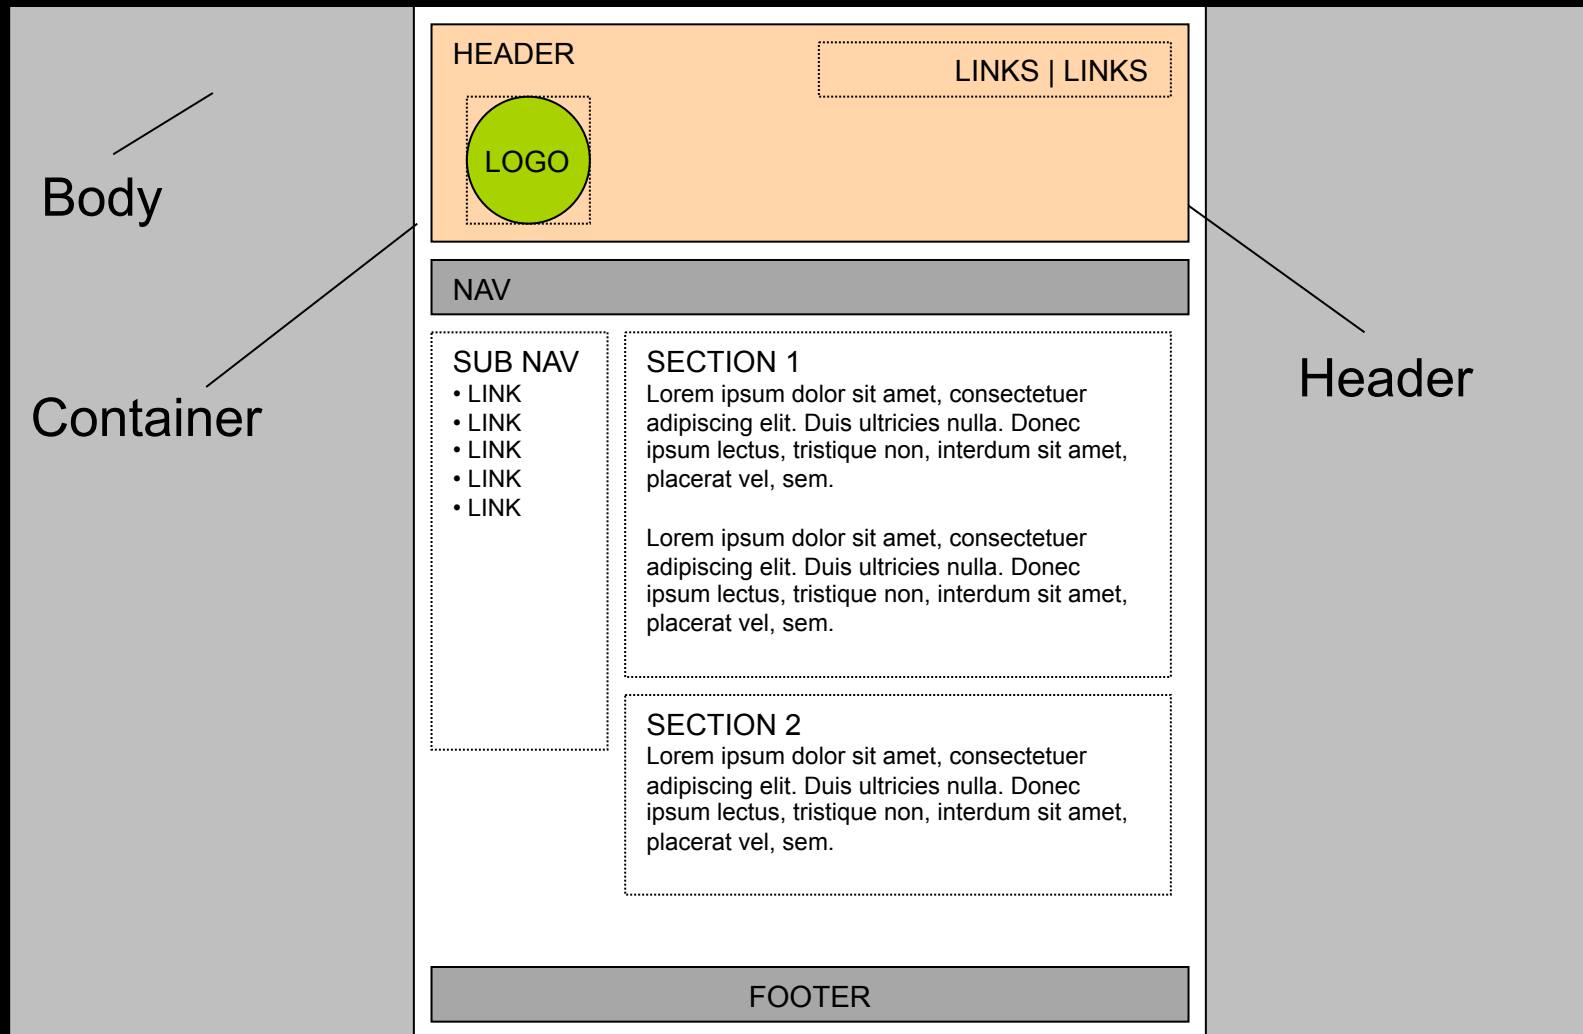 HEADER
LINKS | LINKS
LOGO
Body
NAV
SUB NAV
• LINK
• LINK
• LINK
• LINK
• LINK
SECTION 1
Lorem ipsum dolor sit amet, consectetuer
adipiscing elit. Duis ultricies nulla. Donec
ipsum lectus, tristique non, interdum sit amet,
placerat vel, sem.
Lorem ipsum dolor sit amet, consectetuer
adipiscing elit. Duis ultricies nulla. Donec
ipsum lectus, tristique non, interdum sit amet,
placerat vel, sem.
Header
Container
SECTION 2
Lorem ipsum dolor sit amet, consectetuer
adipiscing elit. Duis ultricies nulla. Donec
ipsum lectus, tristique non, interdum sit amet,
placerat vel, sem.
FOOTER